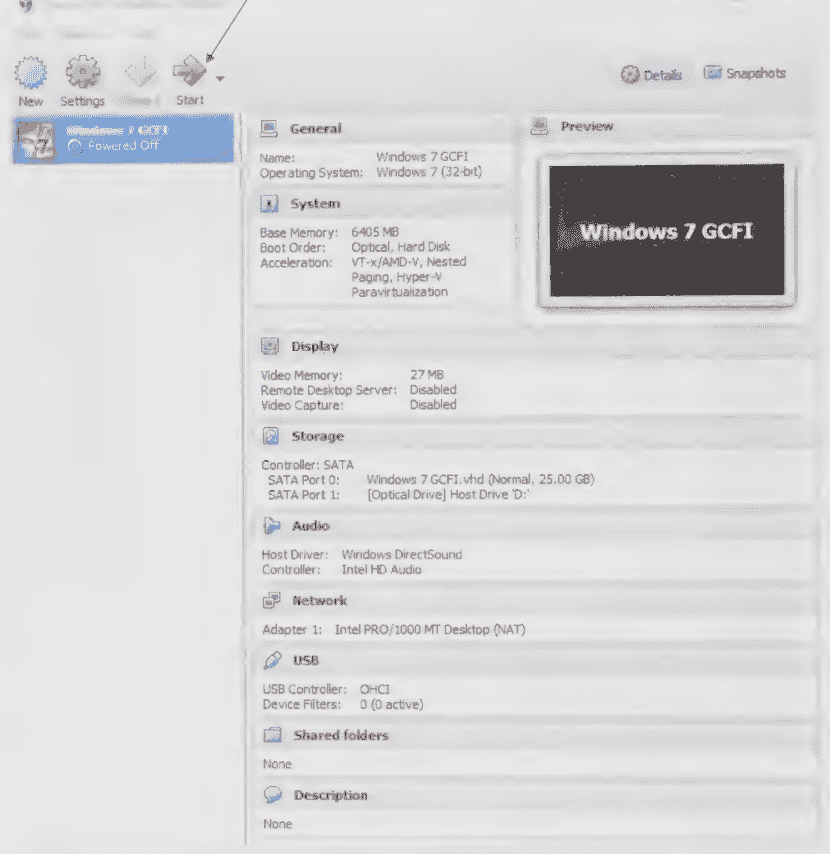 Details Snapshots
New Settings Start
Windows 7 GCFI
Powered Off
General
Name: Windows 7 GCFI
Operating System: Windows 7 (32-bit)
System
Base Memory: 6405 MB
Boot Order: Optical, Hard Disk
Acceleration: VT-x/AMD-V, Nested
Paging, Hyper-V
Paravirtualization
Preview
Windows 7 GCFI
Display
Video Memory: 27 MB
Remote Desktop Server: Disabled
Video Capture: Disabled
Storage
Controller: SATA
SATA Port 0: Windows 7 GCFI.vhd (Normal, 25.00 GB)
SATA Port 1: [Optical Drive] Host Drive 'D:'
Audio
Host Driver: Windows DirectSound
Controller: Intel HD Audio
Network
Adapter 1: Intel PRO/1000 MT Desktop (NAT)
USB
USB Controller: OHCI
Device Filters: 0 (0 active)
Shared folders
None
Description
None